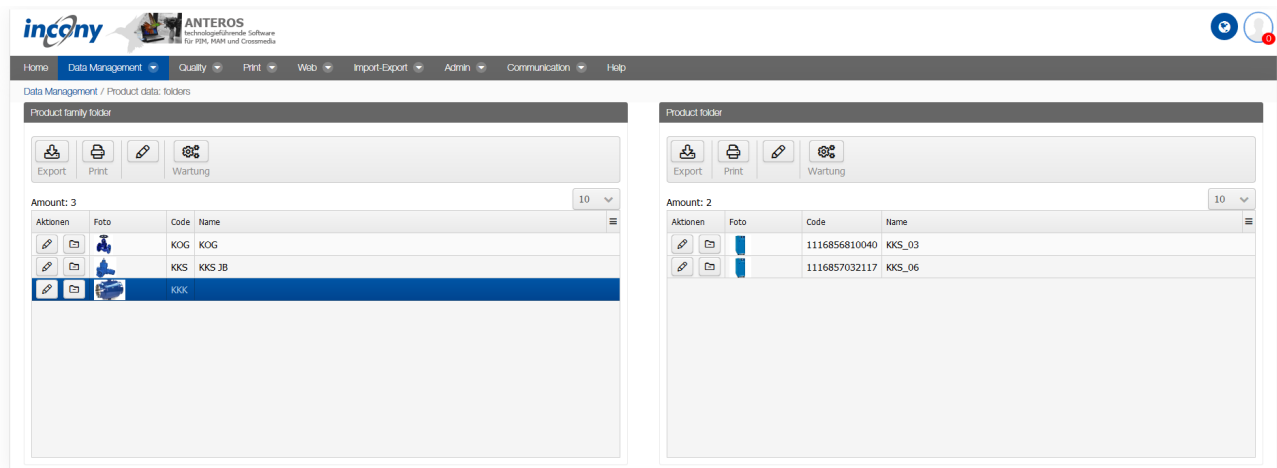 incony
ANTEROS
technologieführende Software
für PIM, MAM und Crossmedia
0
Home Data Management Quality Print Web Import-Export Admin Communication Help
Data Management / Product data: folders
Product family folder
Export Print Wartung
Amount: 3 10
Aktionen Foto Code Name
KOG KOG
KKS KKS JB
KKK
Product folder
Export Print Wartung
Amount: 2 10
Aktionen Foto Code Name
1116856810040 KKS_03
1116857032117 KKS_06